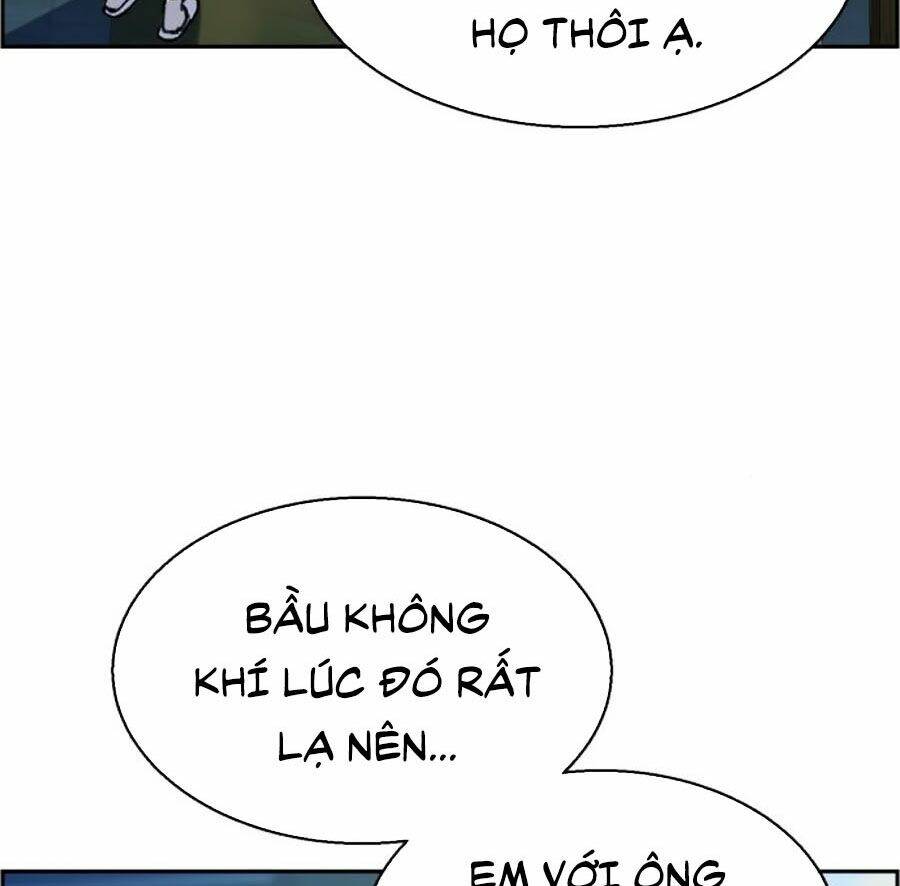 HỌ THÔI Ạ.
BẦU KHÔNG
KHÍ LÚC ĐÓ RẤT
LẠ NÊN...
EM VỚI ÔNG